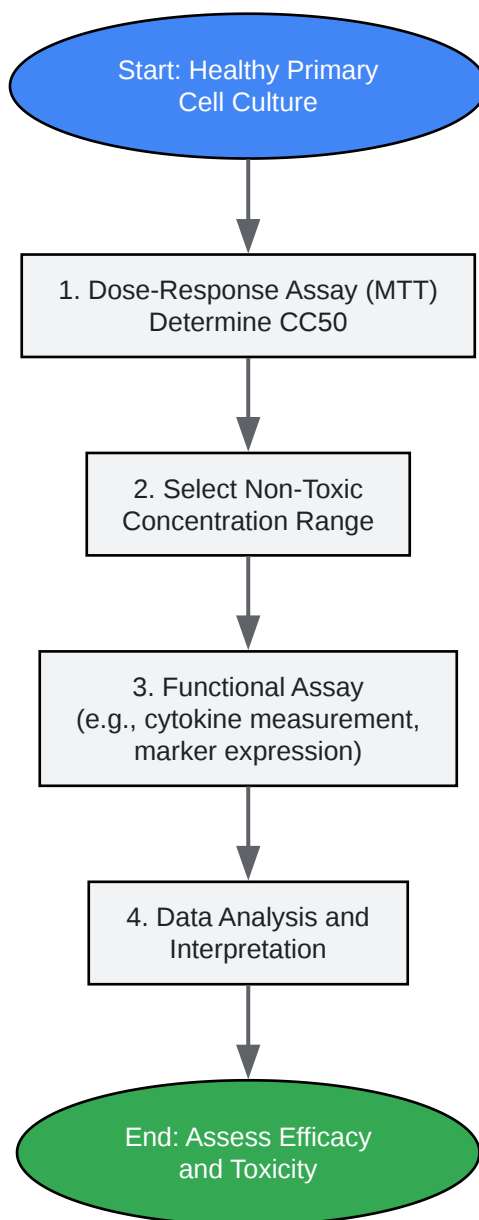 Start: Healthy Primary
Cell Culture
1. Dose-Response Assay (MTT)
Determine CC50
2. Select Non-Toxic
Concentration Range
3. Functional Assay
(e.g., cytokine measurement,
marker expression)
4. Data Analysis and
Interpretation
End: Assess Efficacy
and Toxicity